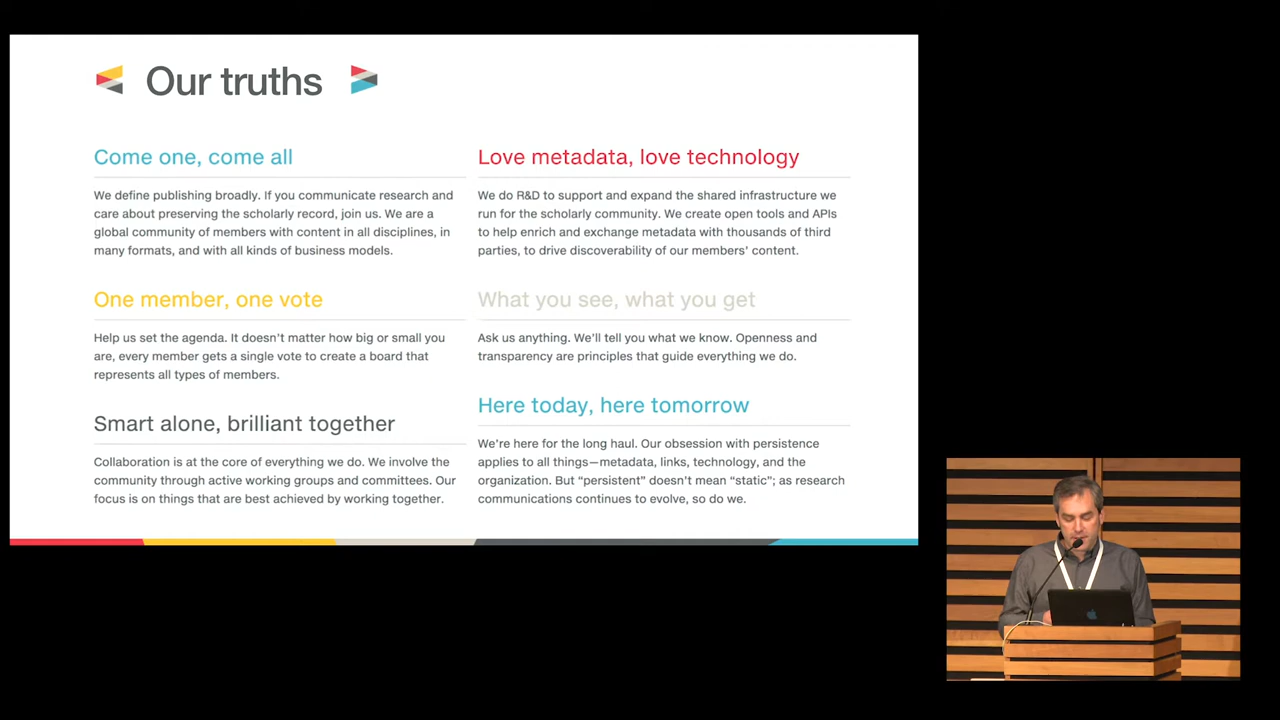 Our truths
Come one, come all
We define publishing broadly. If you communicate research and
care about preserving the scholarly record, join us. We are a
global community of members with content in all disciplines, in
many formats, and with all kinds of business models.
One member, one vote
Help us set the agenda. It doesn't matter how big or small you
are, every member gets a single vote to create a board that
represents all types of members.
Smart alone, brilliant together
Collaboration is at the core of everything we do. We involve the
community through active working groups and committees. Our
focus is on things that are best achieved by working together.
Love metadata, love technology
We do R&D to support and expand the shared infrastructure we
run for the scholarly community. We create open tools and APIs
to help enrich and exchange metadata with thousands of third
parties, to drive discoverability of our members' content.
What you see, what you get
Ask us anything. We'll tell you what we know. Openness and
transparency are principles that guide everything we do.
Here today, here tomorrow
We're here for the long haul. Our obsession with persistence
applies to all things—metadata, links, technology, and the
organization. But “persistent” doesn't mean “static”; as research
communications continues to evolve, so do we.